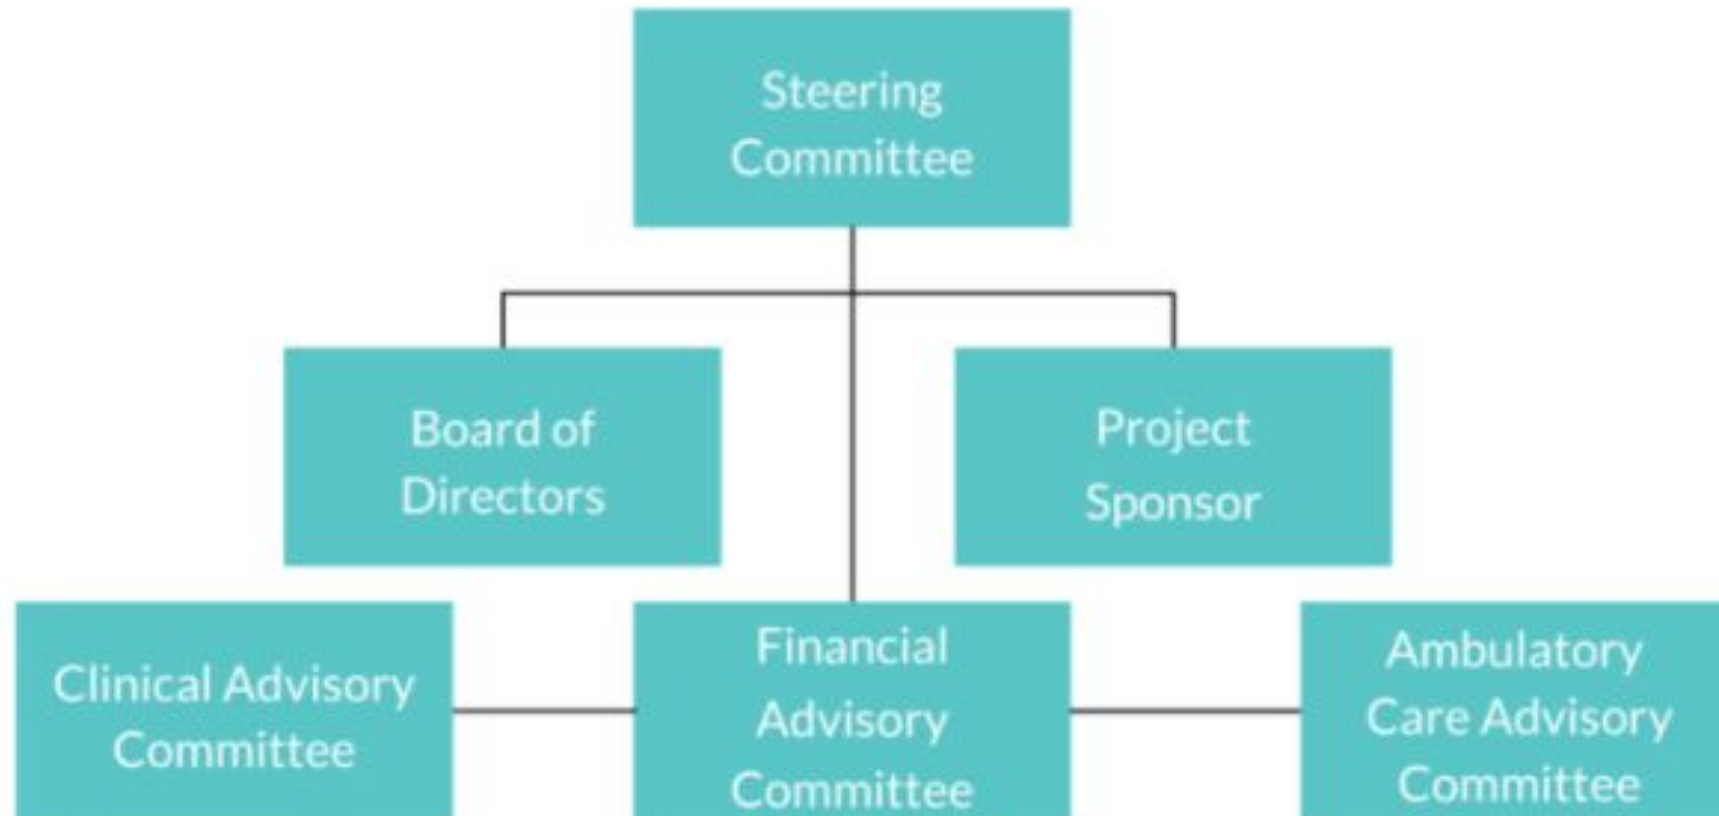 Steering
Committee
Board of
Directors
Project
Sponsor
Clinical Advisory
Committee
Financial
Advisory
Committee
Ambulatory
Care Advisory
Committee